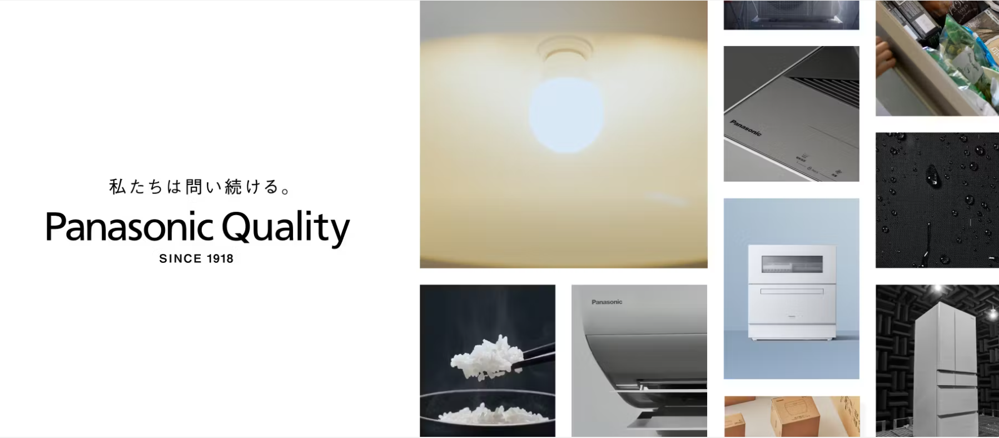 私たちは問い続ける。
Panasonic Quality
SINCE 1918
Panasonic
Panasonic